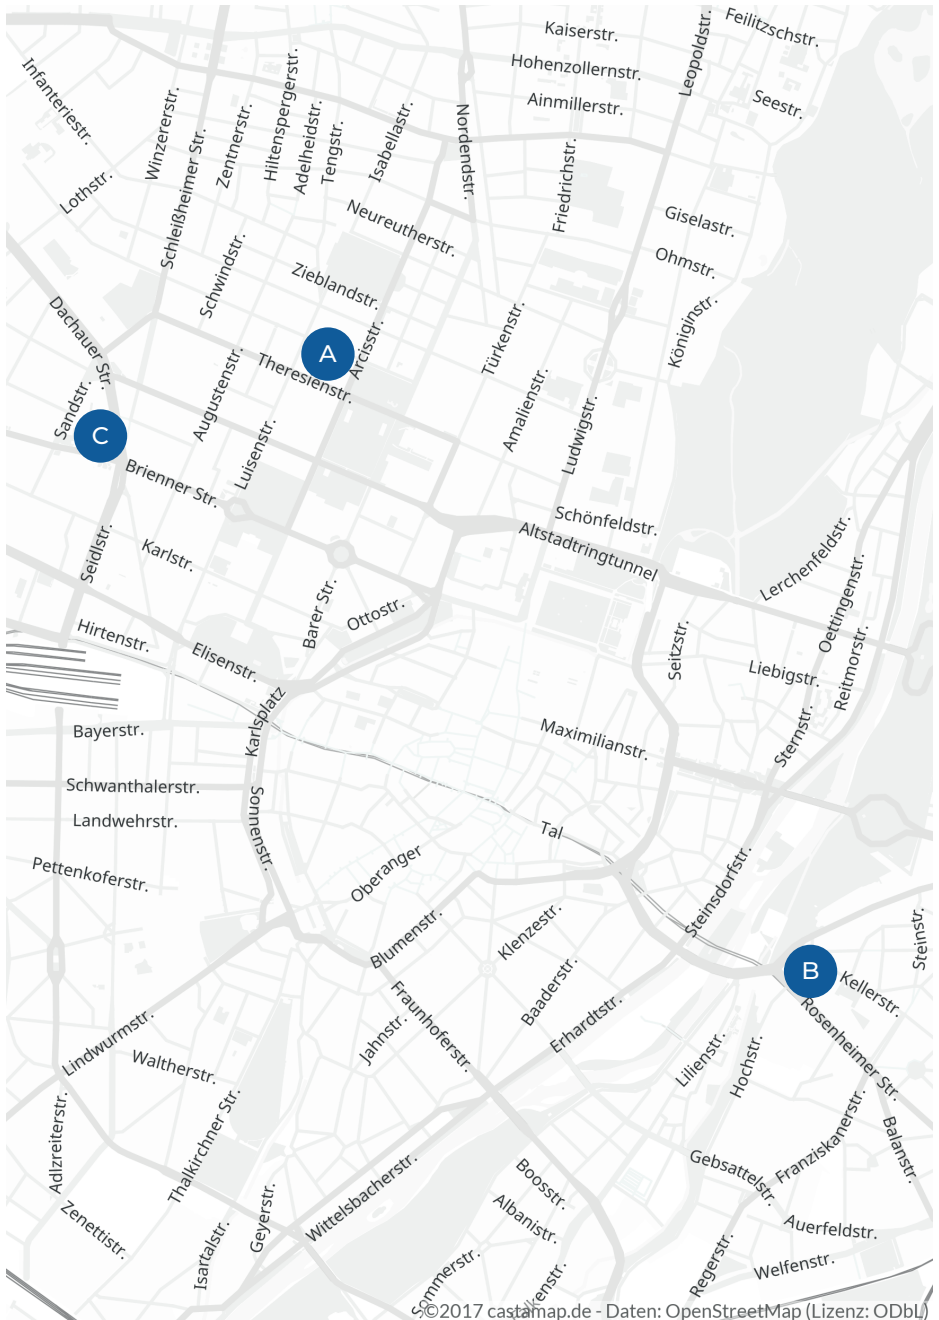 Kaiserstr.
Feilitzschstr.
Leopoldstr.
Hohenzollernstr.
Infanteriestr.
Ainmillerstr.
Seestr.
Winzererstr.
Schleißheimer Str.
Zentnerstr.
Hiltenspergerstr.
Adelheidstr.
Tengstr.
Isabellastr.
Nordendstr.
Friedrichstr.
Lothstr.
Neureutherstr.
Giselastr.
Ohmstr.
Schwindstr.
Zieblandstr.
Königinstr.
Dachauer Str.
Türkenstr.
Arcisstr.
A
Theresienstr.
Augustenstr.
Amalienstr.
Ludwigstr.
Sandstr.
C
Luisenstr.
Brienner Str.
Schönfeldstr.
Altstadtringtunnel
Seidlstr.
Karlstr.
Lerchenfeldstr.
Oettingenstr.
Barer Str.
Ottostr.
Hirtenstr.
Elisenstr.
Seitzstr.
Liebigstr.
Reitmorstr.
Karlsplatz
Bayerstr.
Maximilianstr.
Sternstr.
Schwanthalerstr.
Landwehrstr.
Sonnenstr.
Tal
Pettenkoferstr.
Oberanger
Steinsdorfstr.
Blumenstr.
Klenzestr.
Steinstr.
B
Kellerstr.
Baaderstr.
Fraunhoferstr.
Erhardtstr.
Rosenheimer Str.
Lindwurmstr.
Jahnstr.
Waltherstr.
Lilienstr.
Hochstr.
Adlzreiterstr.
Thalkirchner Str.
Franziskanerstr.
Balanstr.
Gebsattelstr.
Boosstr.
Wittelsbacherstr.
Zenettistr.
Isartalstr.
Geyerstr.
Albanistr.
Auerfeldstr.
Regerstr.
Welfenstr.
Sommerstr.
©2017 castamap.de - Daten: OpenStreetMap (Lizenz: ODbL)